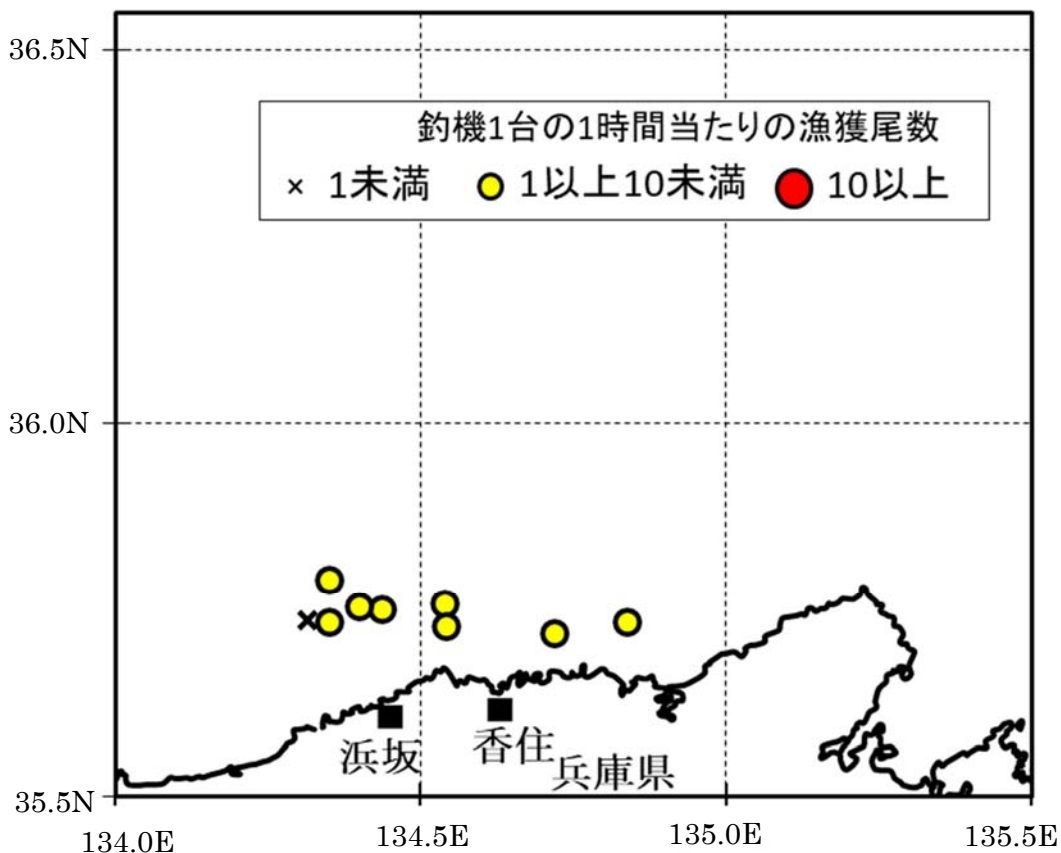 36.5N
釣機1台の1時間当たりの漁獲尾数
× 1未満 1以上10未満 10以上
36.0N
浜坂 香住 兵庫県
35.5N
134.0E 134.5E 135.0E 135.5E